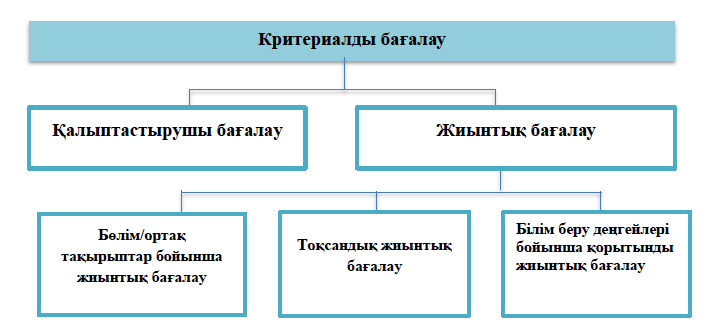 Критериалды бағалау
Қалыптастырушы бағалау
Жиынтық бағалау
Бөлім/ортақ
тақырыптар бойынша
жиынтық бағалау
Тоқсандық жиынтық
бағалау
Білім беру деңгейлері
бойынша қорытынды
жиынтық бағалау